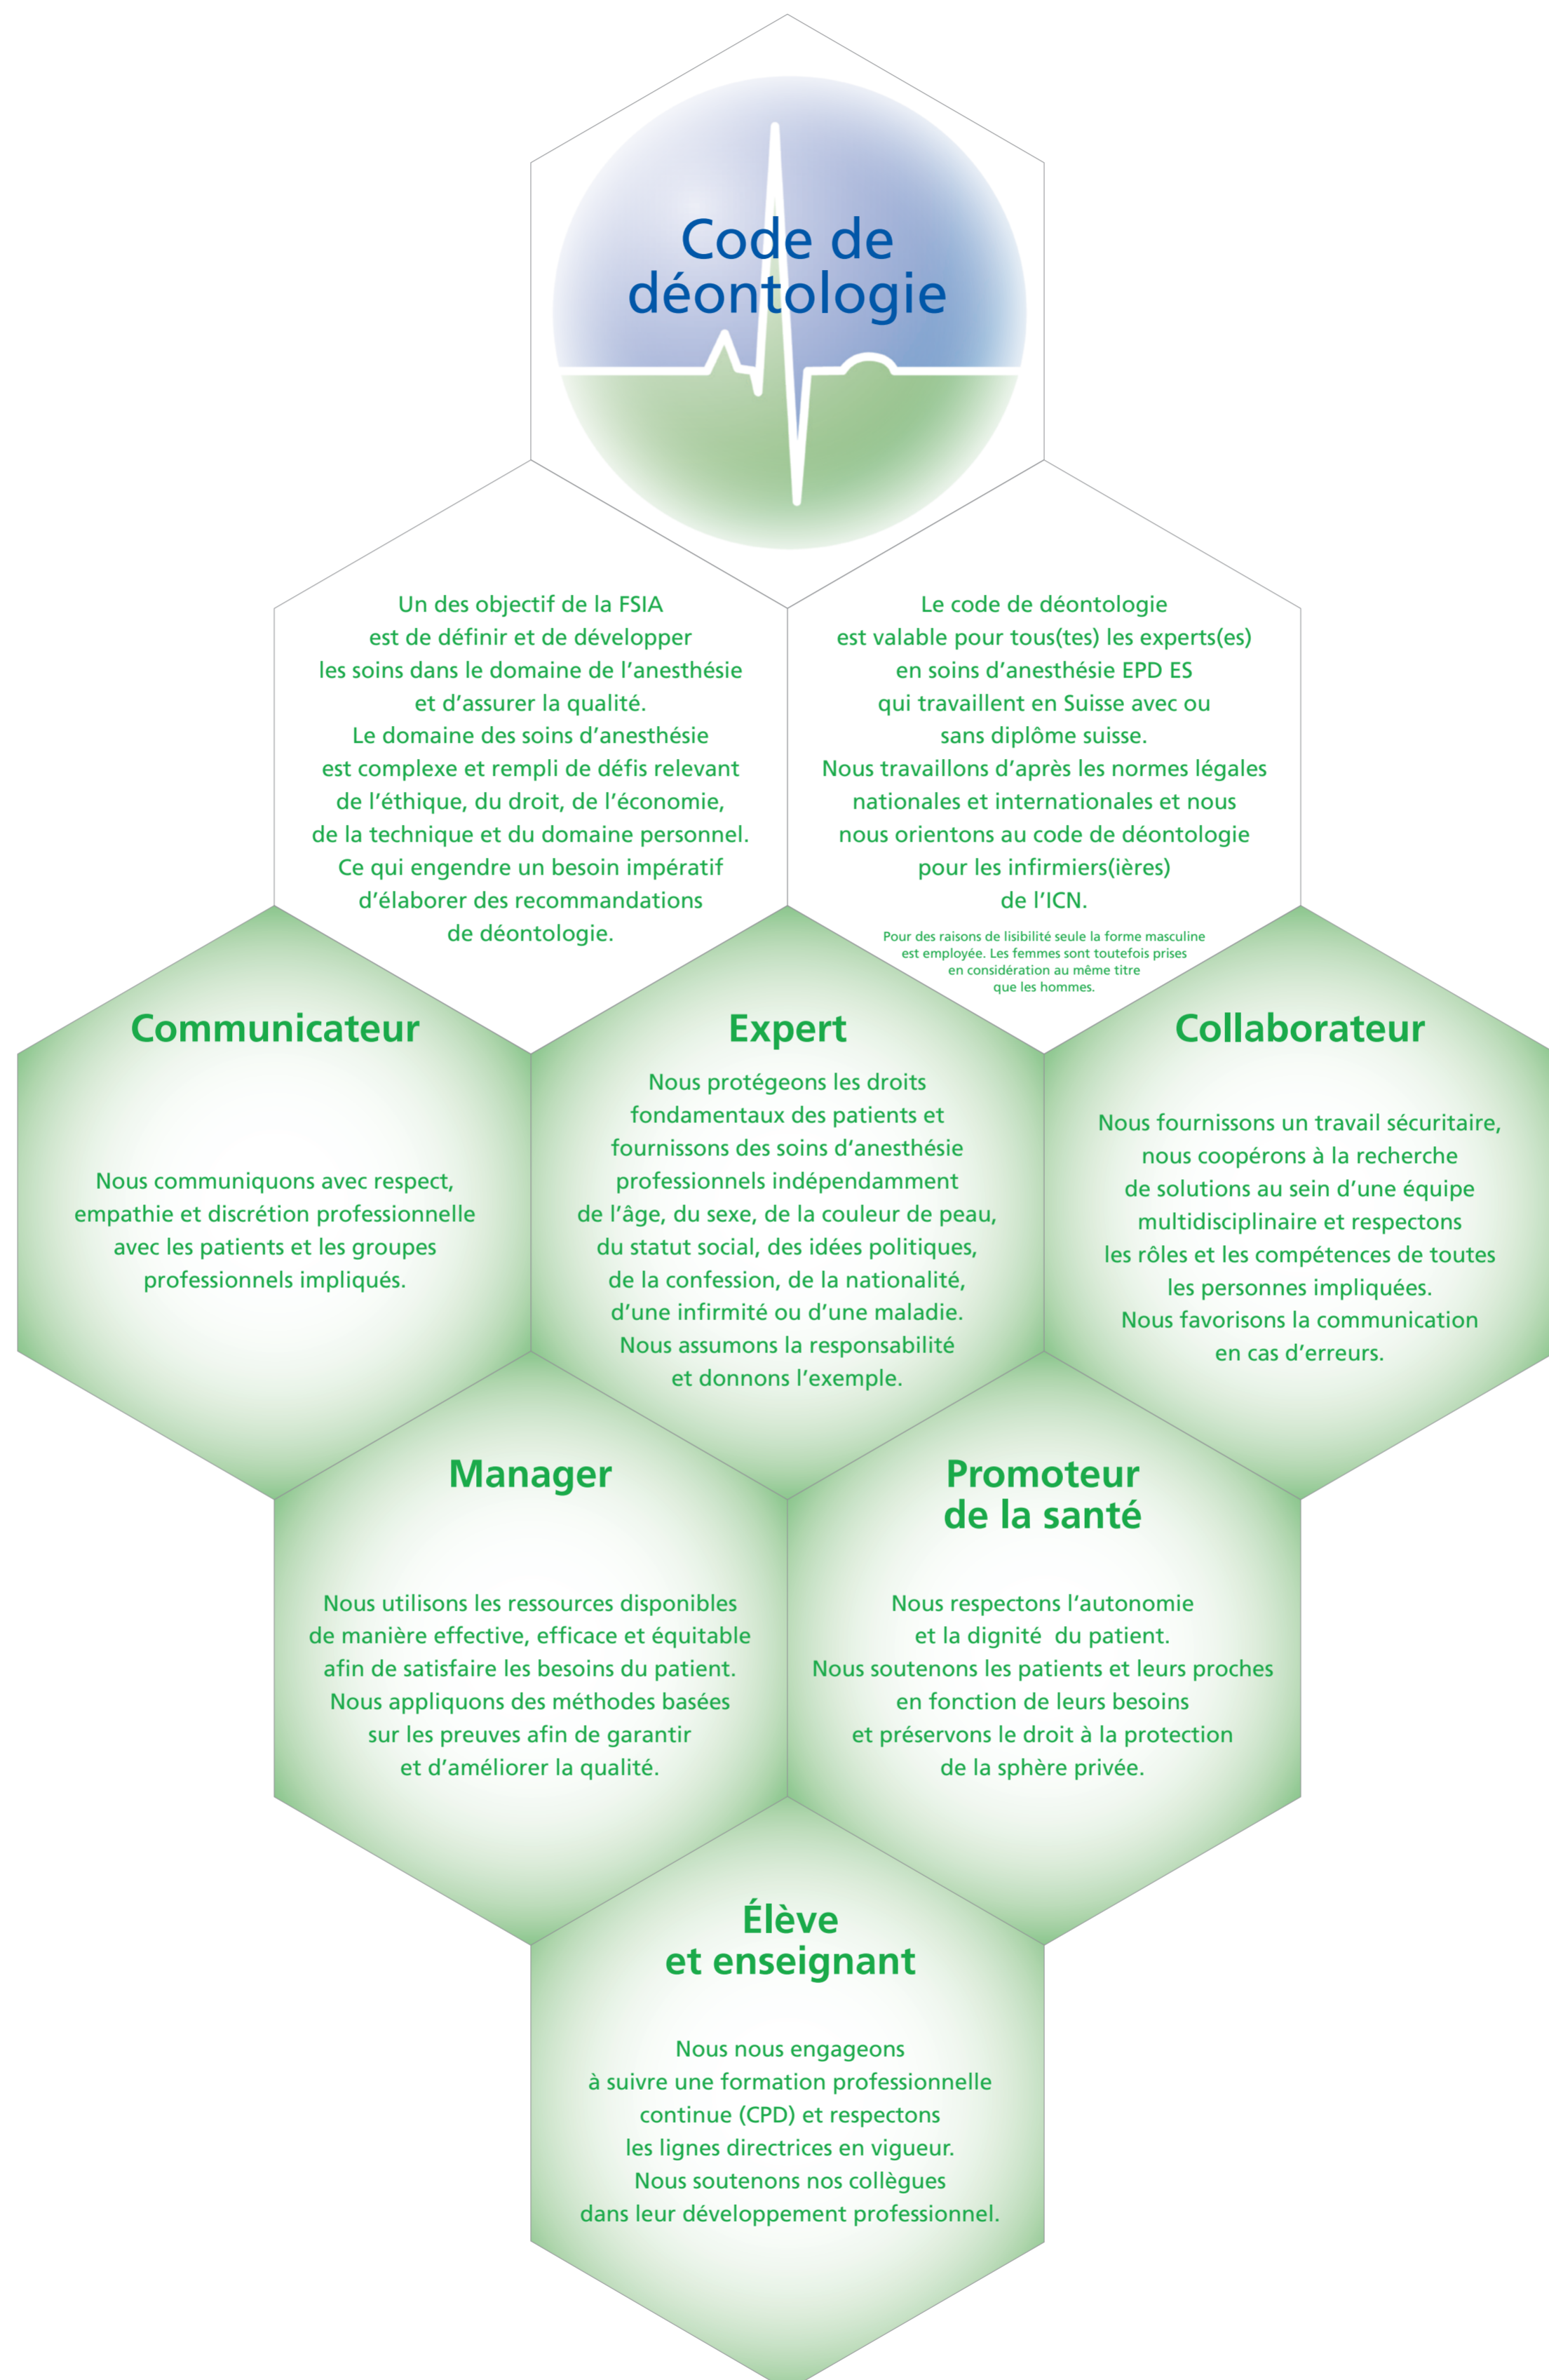 Code de
déontologie
Un des objectif de la FSIA
est de définir et de développer
les soins dans le domaine de l'anesthésie
et d'assurer la qualité.
Le domaine des soins d'anesthésie
est complexe et rempli de défis relevant
de l'éthique, du droit, de l'économie,
de la technique et du domaine personnel.
Ce qui engendre un besoin impératif
d'élaborer des recommandations
de déontologie.
Le code de déontologie
est valable pour tous(tes) les experts(es)
en soins d'anesthésie EPD ES
qui travaillent en Suisse avec ou
sans diplôme suisse.
Nous travaillons d'après les normes légales
nationales et internationales et nous
nous orientons au code de déontologie
pour les infirmiers(ières)
de l'ICN.
Pour des raisons de lisibilité seule la forme masculine
est employée. Les femmes sont toutefois prises
en considération au même titre
que les hommes.
Communicateur
Nous communiquons avec respect,
empathie et discrétion professionnelle
avec les patients et les groupes
professionnels impliqués.
Expert
Nous protégeons les droits
fondamentaux des patients et
fournissons des soins d'anesthésie
professionnels indépendamment
de l'âge, du sexe, de la couleur de peau,
du statut social, des idées politiques,
de la confession, de la nationalité,
d'une infirmité ou d'une maladie.
Nous assumons la responsabilité
et donnons l'exemple.
Collaborateur
Nous fournissons un travail sécuritaire,
nous coopérons à la recherche
de solutions au sein d'une équipe
multidisciplinaire et respectons
les rôles et les compétences de toutes
les personnes impliquées.
Nous favorisons la communication
en cas d'erreurs.
Manager
Nous utilisons les ressources disponibles
de manière effective, efficace et équitable
afin de satisfaire les besoins du patient.
Nous appliquons des méthodes basées
sur les preuves afin de garantir
et d'améliorer la qualité.
Promoteur
de la santé
Nous respectons l'autonomie
et la dignité du patient.
Nous soutenons les patients et leurs proches
en fonction de leurs besoins
et préservons le droit à la protection
de la sphère privée.
Élève
et enseignant
Nous nous engageons
à suivre une formation professionnelle
continue (CPD) et respectons
les lignes directrices en vigueur.
Nous soutenons nos collègues
dans leur développement professionnel.